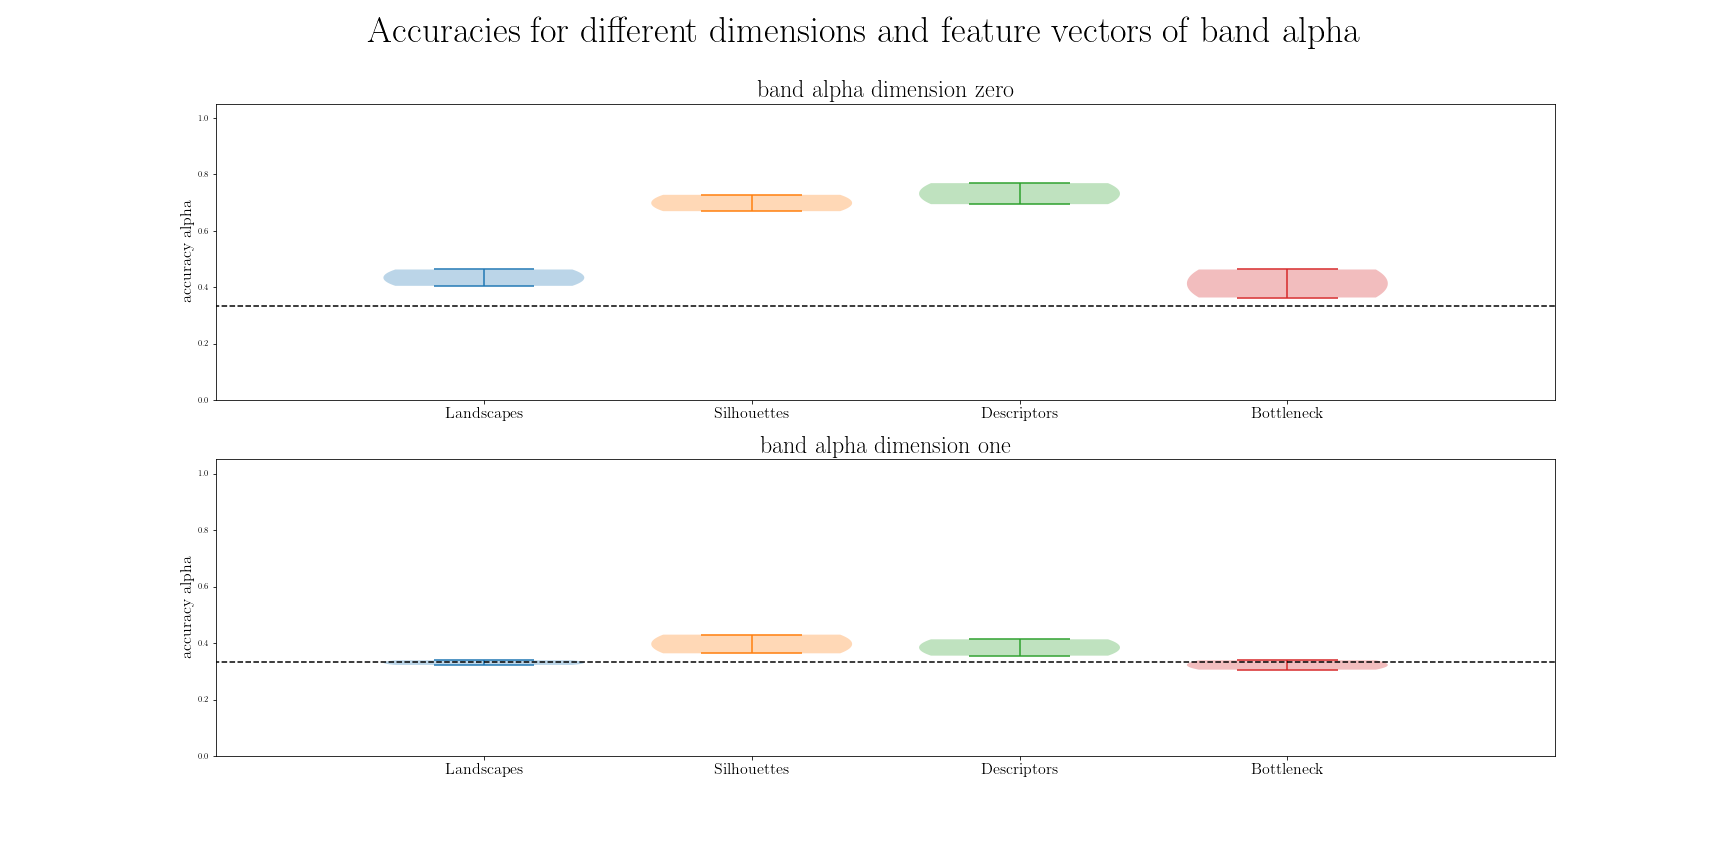 Accuracies for different dimensions and feature vectors of band alpha
band alpha dimension zero
accuracy alpha
1.0
0.8
0.6
0.4
0.2
0.0
Landscapes Silhouettes Descriptors Bottleneck
band alpha dimension one
accuracy alpha
1.0
0.8
0.6
0.4
0.2
0.0
Landscapes Silhouettes Descriptors Bottleneck